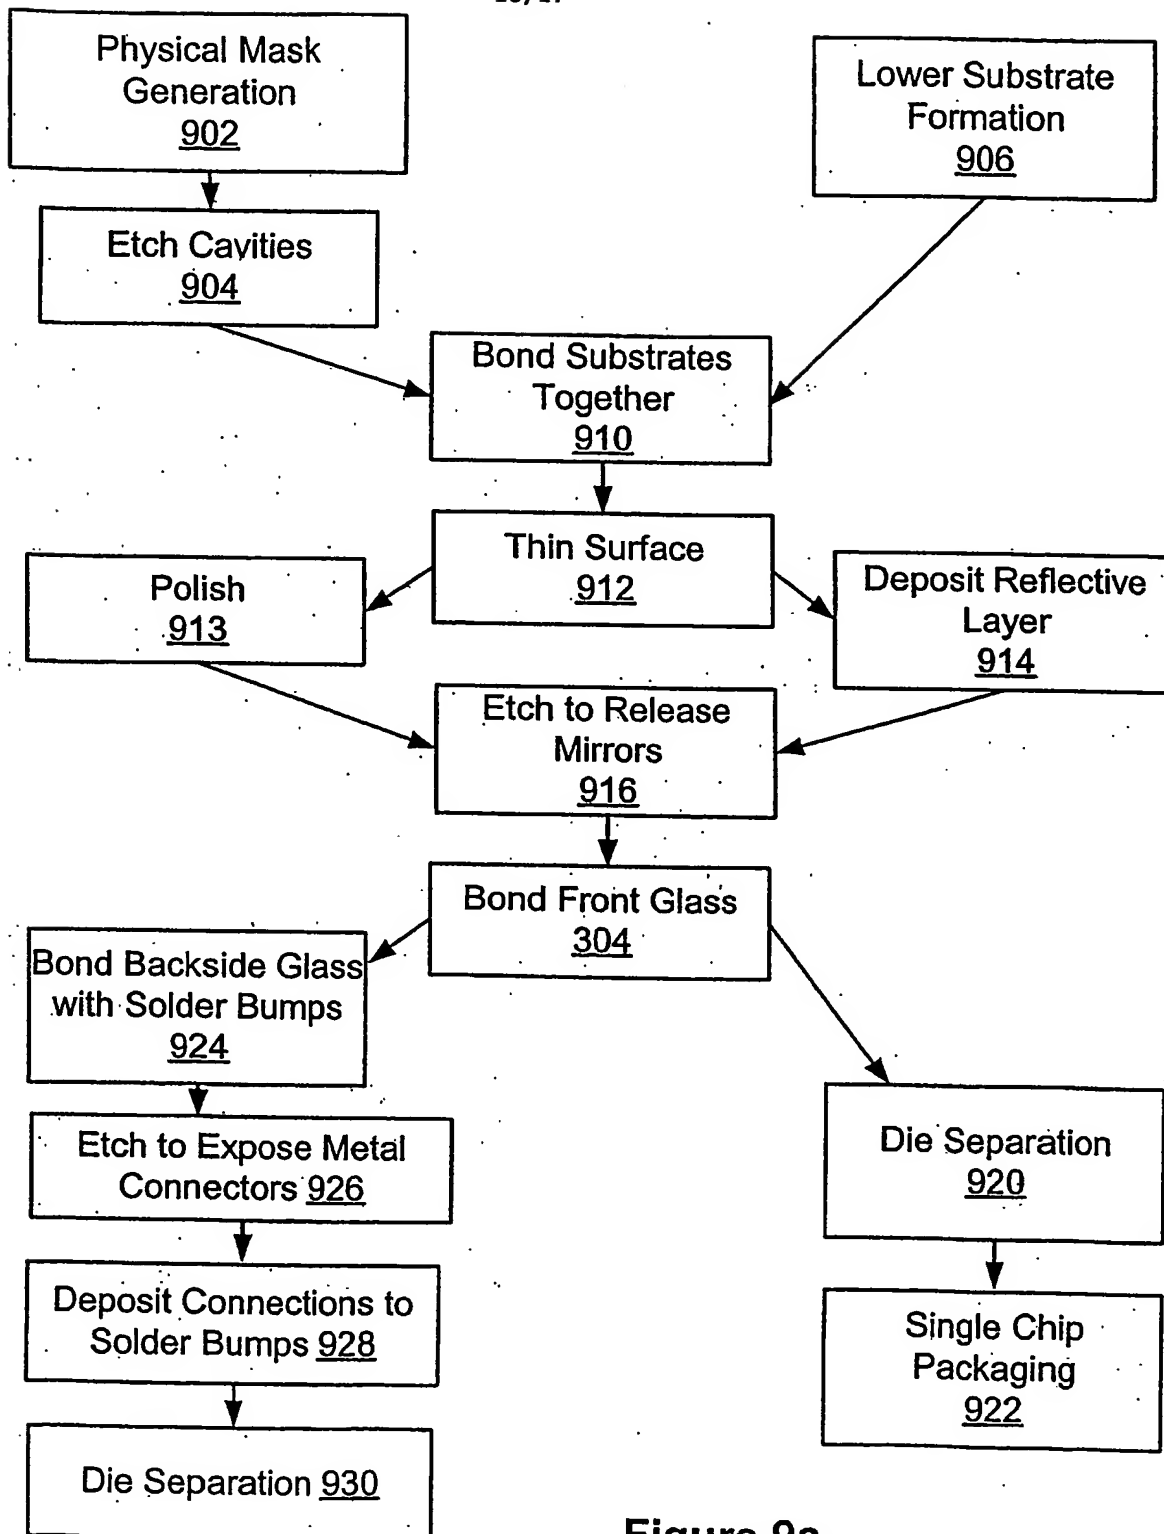 Physical Mask
Generation
902
Lower Substrate
Formation
906
Etch Cavities
904
Bond Substrates
Together
910
Thin Surface
912
Polish
913
Deposit Reflective
Layer
914
Etch to Release
Mirrors
916
Bond Front Glass
304
Bond Backside Glass
with Solder Bumps
924
Etch to Expose Metal
Connectors 926
Die Separation
920
Deposit Connections to
Solder Bumps 928
Single Chip
Packaging
922
Die Separation 930
Figure 9a